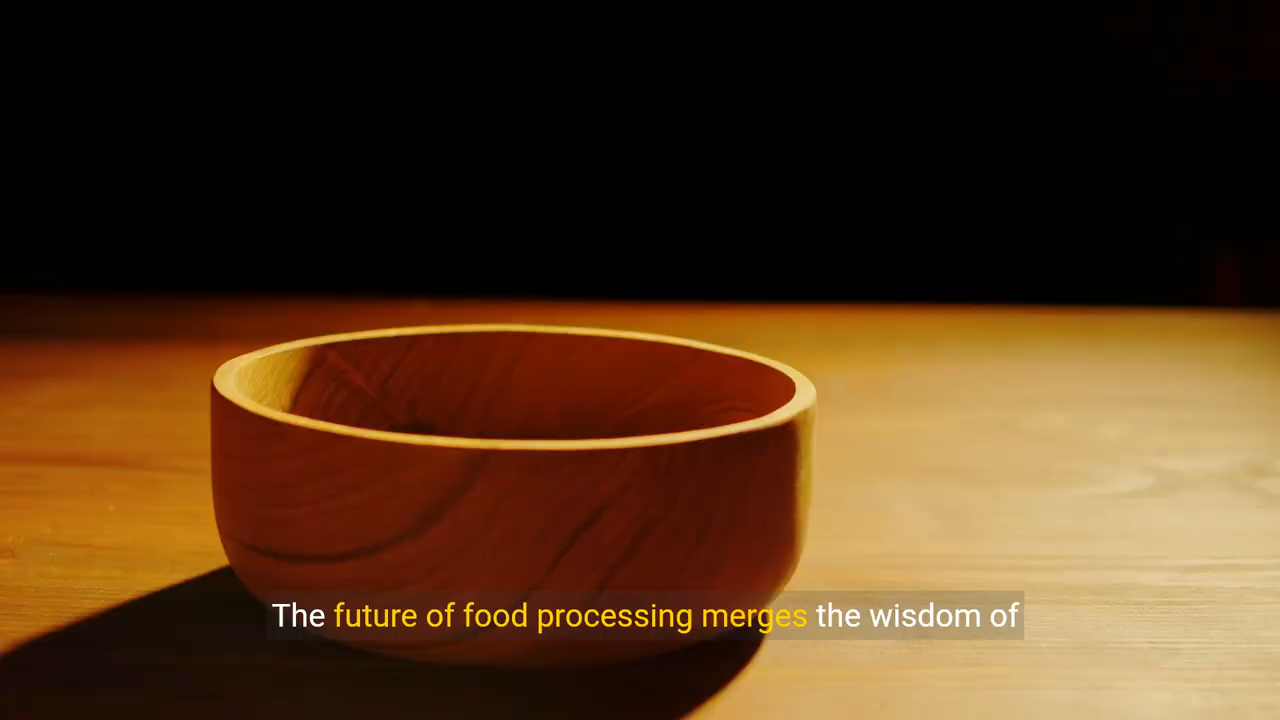 The future of food processing merges the wisdom of